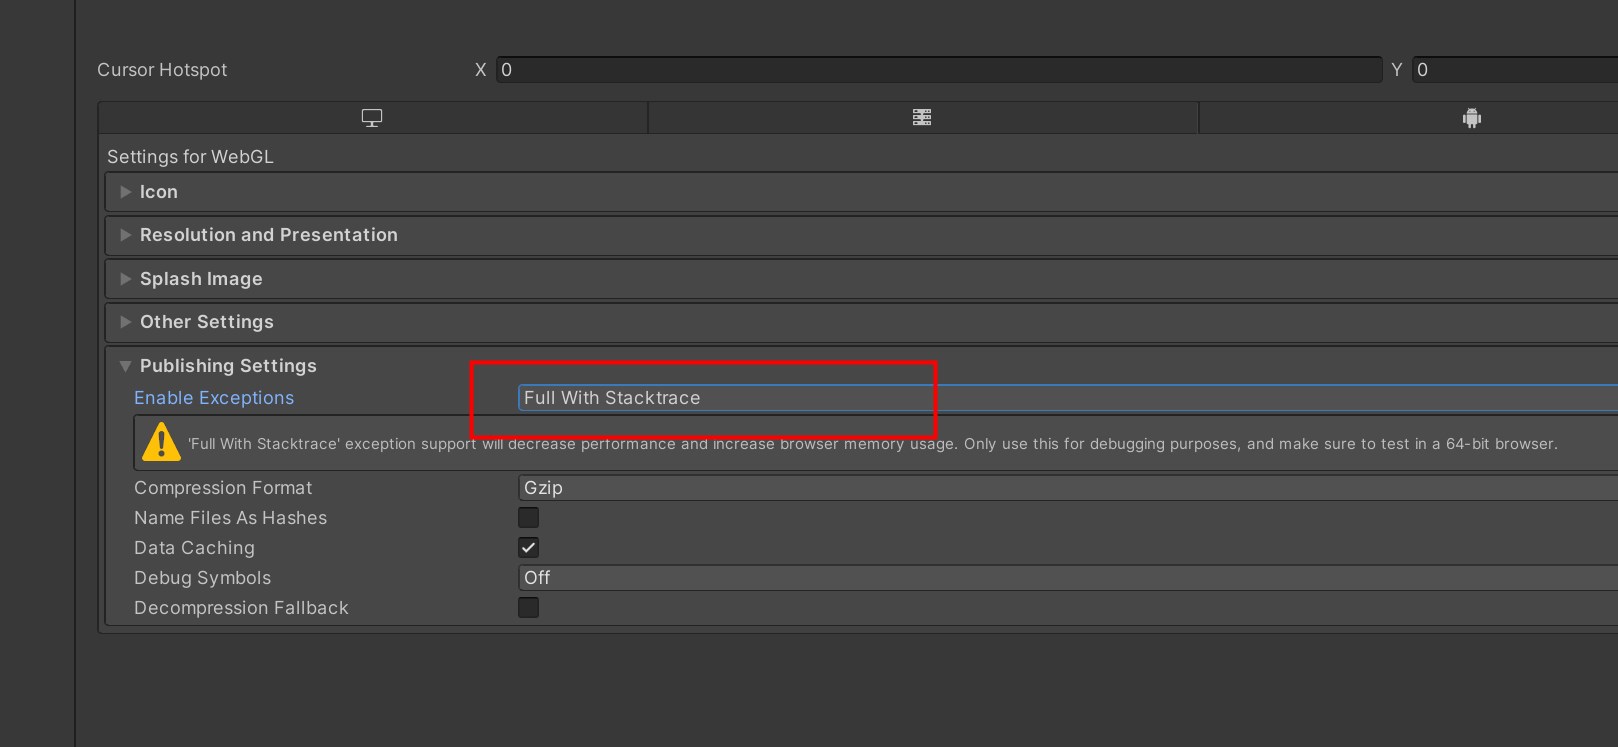 Cursor Hotspot X 0 Y 0
Settings for WebGL
Icon
Resolution and Presentation
Splash Image
Other Settings
Publishing Settings
Enable Exceptions Full With Stacktrace
'Full With Stacktrace' exception support will decrease performance and increase browser memory usage. Only use this for debugging purposes, and make sure to test in a 64-bit browser.
Compression Format Gzip
Name Files As Hashes
Data Caching
Debug Symbols Off
Decompression Fallback